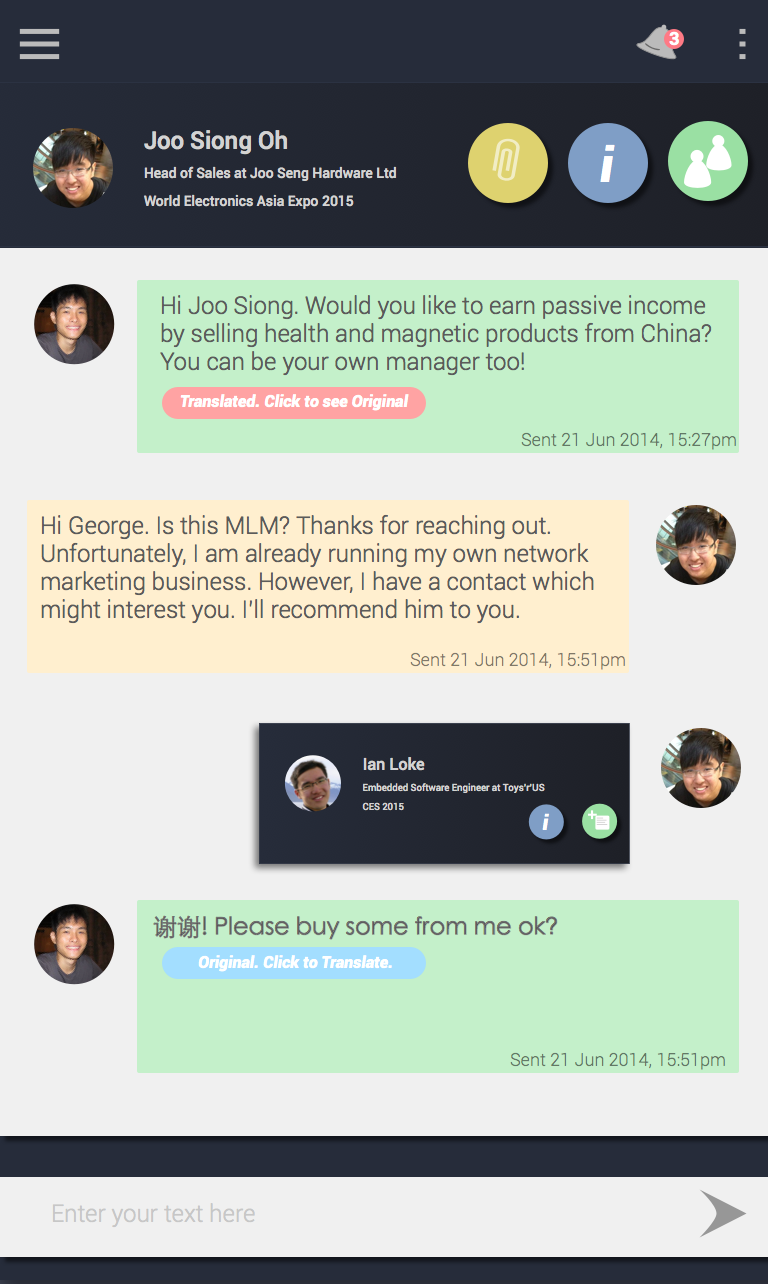 3
Joo Siong Oh
Head of Sales at Joo Seng Hardware Ltd
World Electronics Asia Expo 2015
i
Hi Joo Siong. Would you like to earn passive income
by selling health and magnetic products from China?
You can be your own manager too!
Translated. Click to see Original
Sent 21 Jun 2014, 15:27pm
Hi George. Is this MLM? Thanks for reaching out.
Unfortunately, I am already running my own network
marketing business. However, I have a contact which
might interest you. I'll recommend him to you.
Sent 21 Jun 2014, 15:51pm
Ian Loke
Embedded Software Engineer at Toys'r'US
CES 2015
i
谢谢! Please buy some from me ok?
Original. Click to Translate.
Sent 21 Jun 2014, 15:51pm
Enter your text here